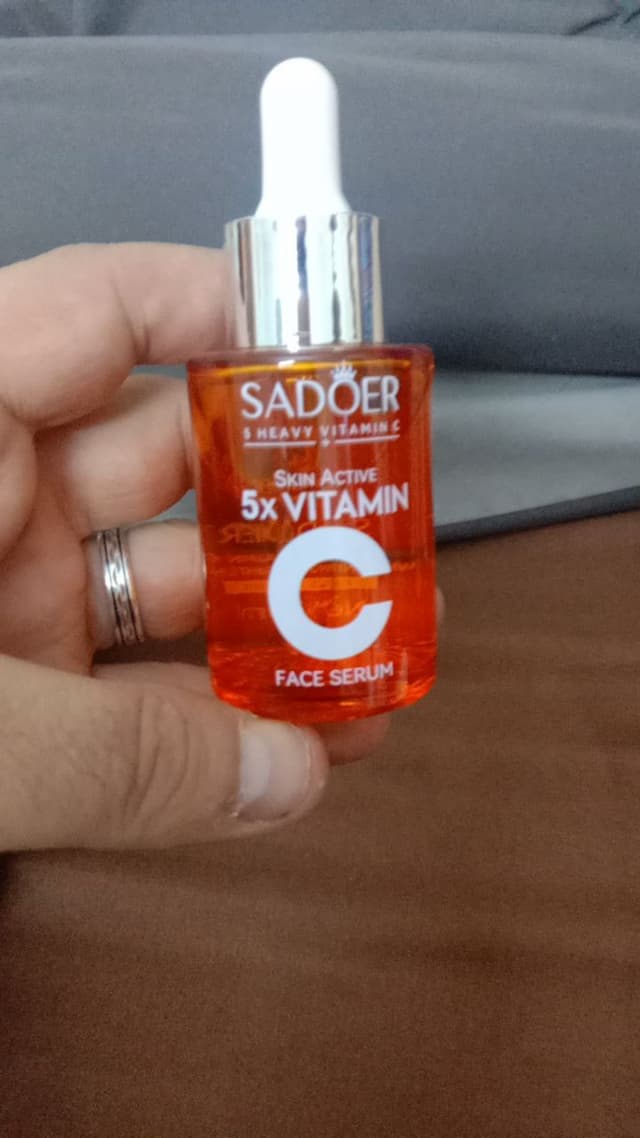 SADOER
5 HEAVY VITAMIN C
SKIN ACTIVE
5X VITAMIN
C
FACE SERUM